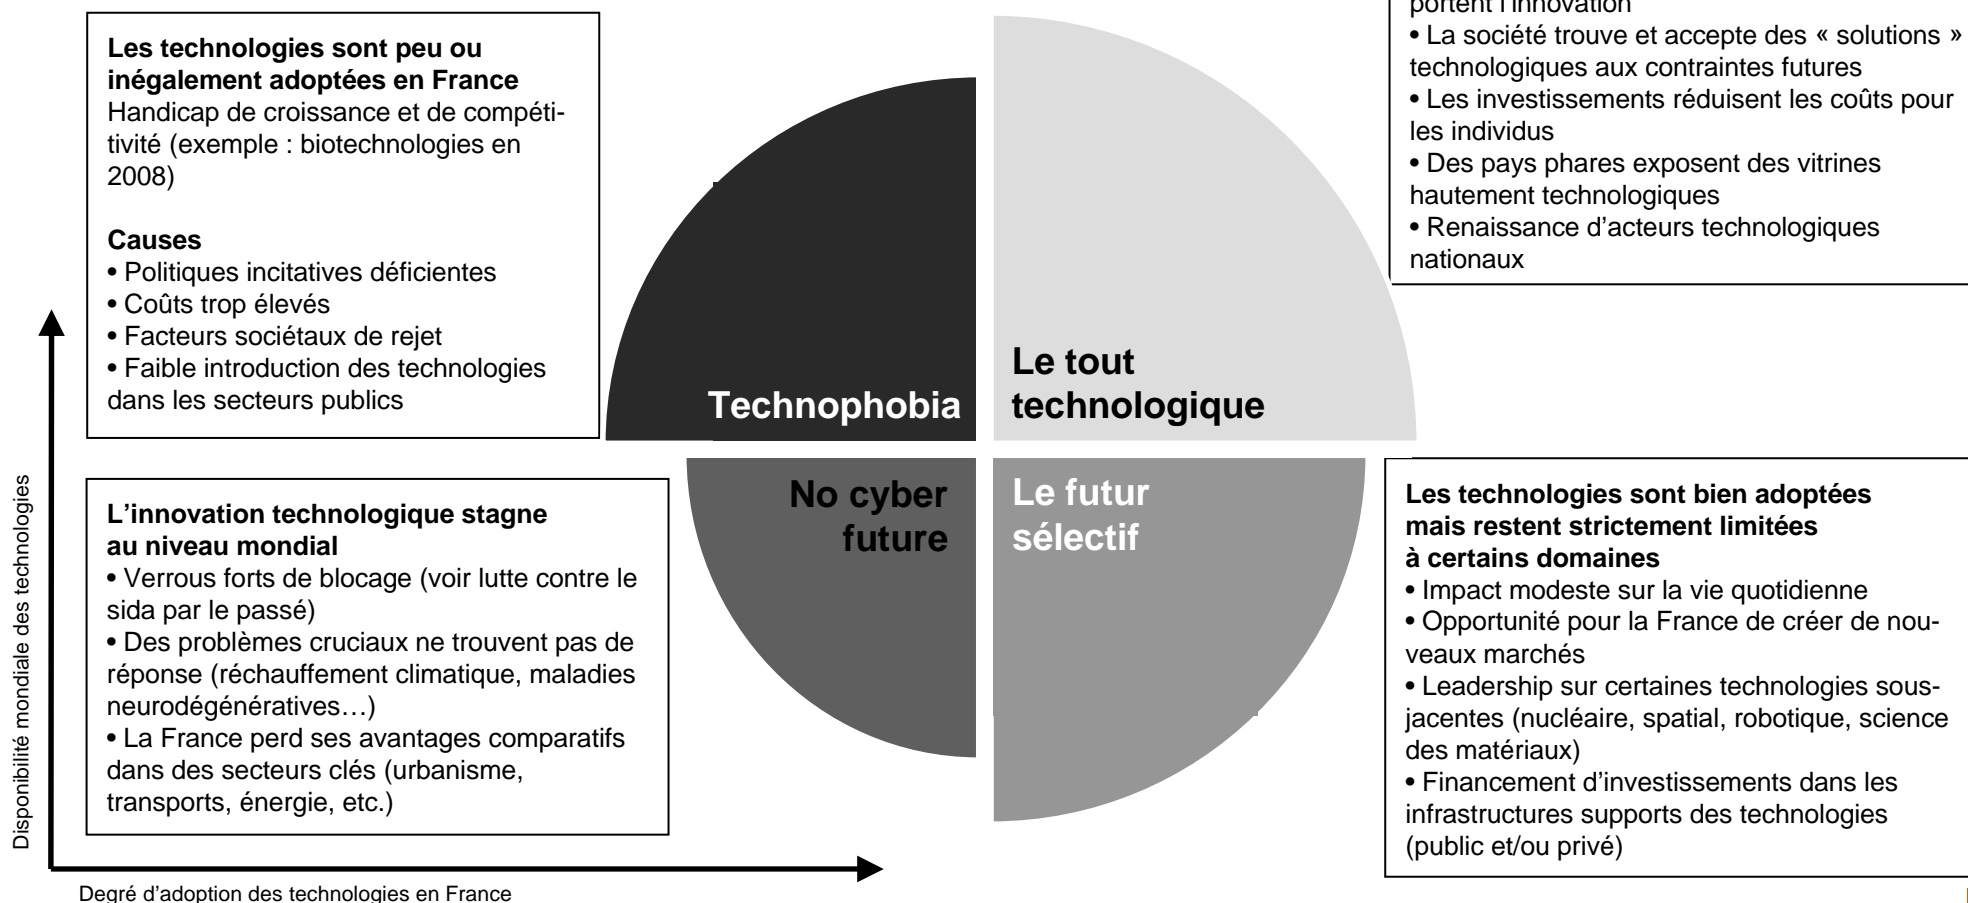 Les technologies sont peu ou
inégalement adoptées en France
Handicap de croissance et de compéti-
tivité (exemple : biotechnologies en
2008)
Causes
• Politiques incitatives déficientes
• Coûts trop élevés
• Facteurs sociétaux de rejet
• Faible introduction des technologies
dans les secteurs publics
Technophobia
Le tout
technologique
portent l'innovation
• La société trouve et accepte des « solutions »
technologiques aux contraintes futures
• Les investissements réduisent les coûts pour
les individus
• Des pays phares exposent des vitrines
hautement technologiques
• Renaissance d'acteurs technologiques
nationaux
L'innovation technologique stagne
au niveau mondial
• Verrous forts de blocage (voir lutte contre le
sida par le passé)
• Des problèmes cruciaux ne trouvent pas de
réponse (réchauffement climatique, maladies
neurodégénératives…)
• La France perd ses avantages comparatifs
dans des secteurs clés (urbanisme,
transports, énergie, etc.)
No cyber
future
Le futur
sélectif
Les technologies sont bien adoptées
mais restent strictement limitées
à certains domaines
• Impact modeste sur la vie quotidienne
• Opportunité pour la France de créer de nou-
veaux marchés
• Leadership sur certaines technologies sous-
jacentes (nucléaire, spatial, robotique, science
des matériaux)
• Financement d'investissements dans les
infrastructures supports des technologies
(public et/ou privé)
Disponibilité mondiale des technologies
Degré d'adoption des technologies en France